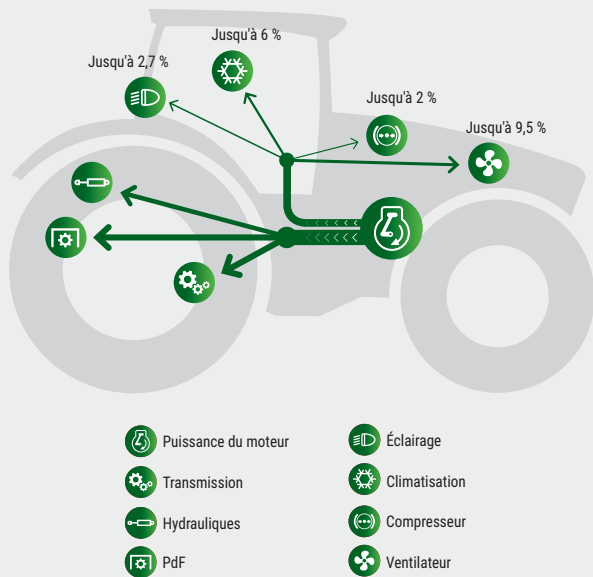 Jusqu'à 6 %
Jusqu'à 2,7 %
Jusqu'à 2 %
Jusqu'à 9,5 %
Puissance du moteur
Transmission
Hydrauliques
PdF
Éclairage
Climatisation
Compresseur
Ventilateur